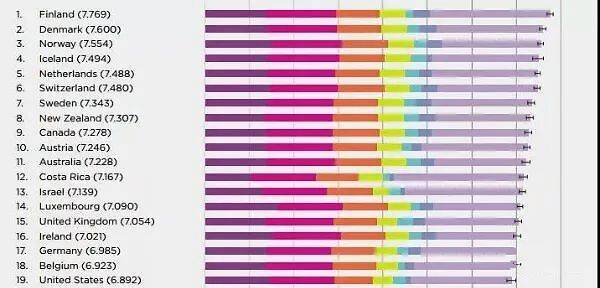 1. Finland (7.769)
2. Denmark (7.600)
3. Norway (7.554)
4. Iceland (7.494)
5. Netherlands (7.488)
6. Switzerland (7.480)
7. Sweden (7.343)
8. New Zealand (7.307)
9. Canada (7.278)
10. Austria (7.246)
11. Australia (7.228)
12. Costa Rica (7.167)
13. Israel (7.139)
14. Luxembourg (7.090)
15. United Kingdom (7.054)
16. Ireland (7.021)
17. Germany (6.985)
18. Belgium (6.923)
19. United States (6.892)